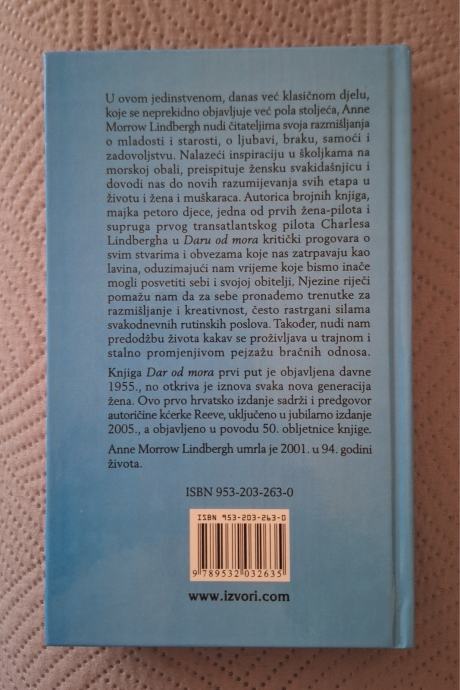 U ovom jedinstvenom, danas već klasičnom djelu,
koje se neprekidno objavljuje već pola stoljeća, Anne
Morrow Lindbergh nudi čitateljima svoja razmišljanja
o mladosti i starosti, o ljubavi, braku, samoći i
zadovoljstvu. Nalazeći inspiraciju u školjkama na
morskoj obali, preispituje žensku svakidašnjicu i
dovodi nas do novih razumijevanja svih etapa u
životu i žena i muškaraca. Autorica brojnih knjiga,
majka petoro djece, jedna od prvih žena-pilota i
supruga prvog transatlantskog pilota Charlesa
Lindbergha u Daru od mora kritički progovara o
svim stvarima i obvezama koje nas zatrpavaju kao
lavina, oduzimajući nam vrijeme koje bismo inače
mogli posvetiti sebi i svojoj obitelji. Njezine riječi
pomažu nam da za sebe pronađemo trenutke za
razmišljanje i kreativnost, često rastrgani silama
svakodnevnih rutinskih poslova. Također, nudi nam
predodžbu života kakav se proživljava u trajnom i
stalno promjenjivom pejzažu bračnih odnosa.
Knjiga Dar od mora prvi put je objavljena davne
1955., no otkriva je iznova svaka nova generacija
žena. Ovo prvo hrvatsko izdanje sadrži i predgovor
autoričine kćerke Reeve, uključeno u jubilarno izdanje
2005., a objavljeno u povodu 50. obljetnice knjige.
Anne Morrow Lindbergh umrla je 2001. u 94. godini
života.
ISBN 953-203-263-0
ISBN 953-203-263-0
9 789532 032635
www.izvori.com